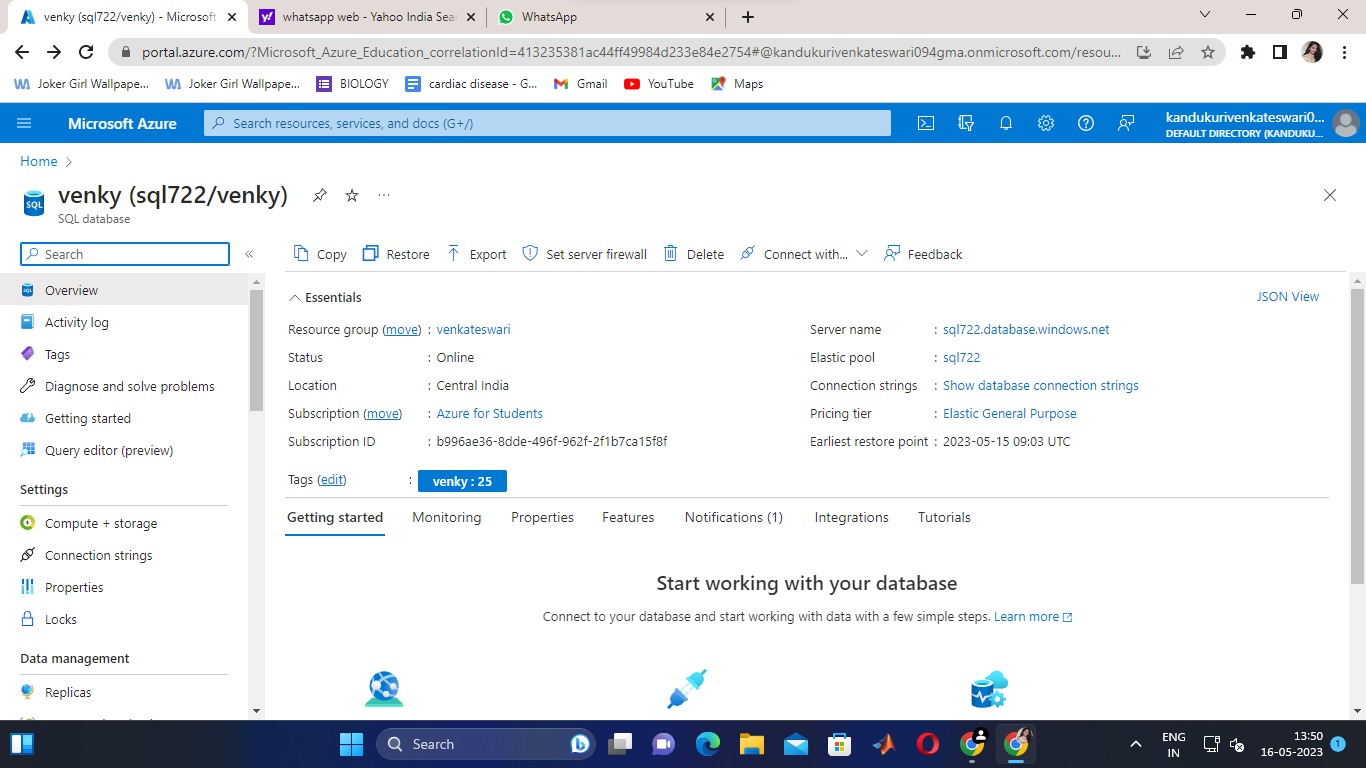 venky (sql722/venky) - Microsoft
whatsapp web - Yahoo India Sear
WhatsApp
portal.azure.com/?Microsoft_Azure_Education_correlationId=413235381ac44ff49984d233e84e2754#@kandukurivenkateswari094gma.onmicrosoft.com/resou...
Joker Girl Wallpape... Joker Girl Wallpape... BIOLOGY cardiac disease - G... Gmail YouTube Maps
Microsoft Azure
Search resources, services, and docs (G+/)
kandukurivenkateswari0...
DEFAULT DIRECTORY (KANDUKU...
Home
venky (sql722/venky)
SQL database
Search
Copy Restore Export Set server firewall Delete Connect with... Feedback
Overview
Activity log
Tags
Diagnose and solve problems
Getting started
Query editor (preview)
Settings
Compute + storage
Connection strings
Properties
Locks
Data management
Replicas
Essentials
JSON View
Resource group (move) : venkateswari
Status : Online
Location : Central India
Subscription (move) : Azure for Students
Subscription ID : b996ae36-8dde-496f-962f-2f1b7ca15f8f
Server name : sql722.database.windows.net
Elastic pool : sql722
Connection strings : Show database connection strings
Pricing tier : Elastic General Purpose
Earliest restore point : 2023-05-15 09:03 UTC
Tags (edit) : venky : 25
Getting started Monitoring Properties Features Notifications (1) Integrations Tutorials
Start working with your database
Connect to your database and start working with data with a few simple steps. Learn more
Search
ENG
IN
13:50
16-05-2023
1